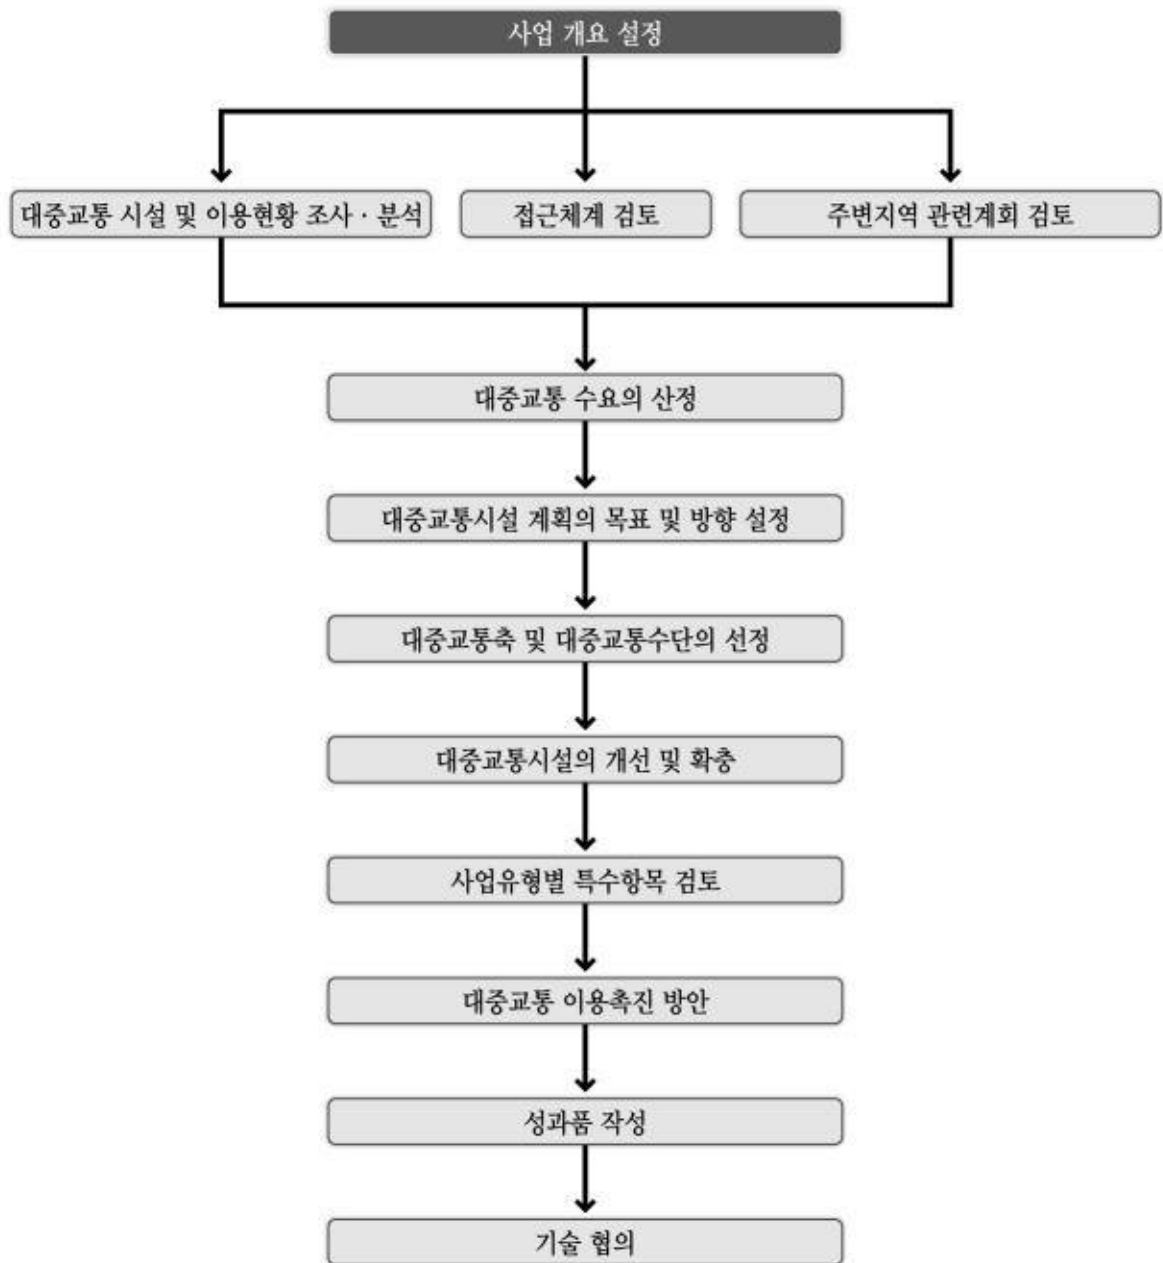 사업 개요 설정
대중교통 시설 및 이용현황 조사 · 분석
접근체계 검토
주변지역 관련계회 검토
대중교통 수요의 산정
대중교통시설 계획의 목표 및 방향 설정
대중교통축 및 대중교통수단의 선정
대중교통시설의 개선 및 확충
사업유형별 특수항목 검토
대중교통 이용촉진 방안
성과품 작성
기술 협의